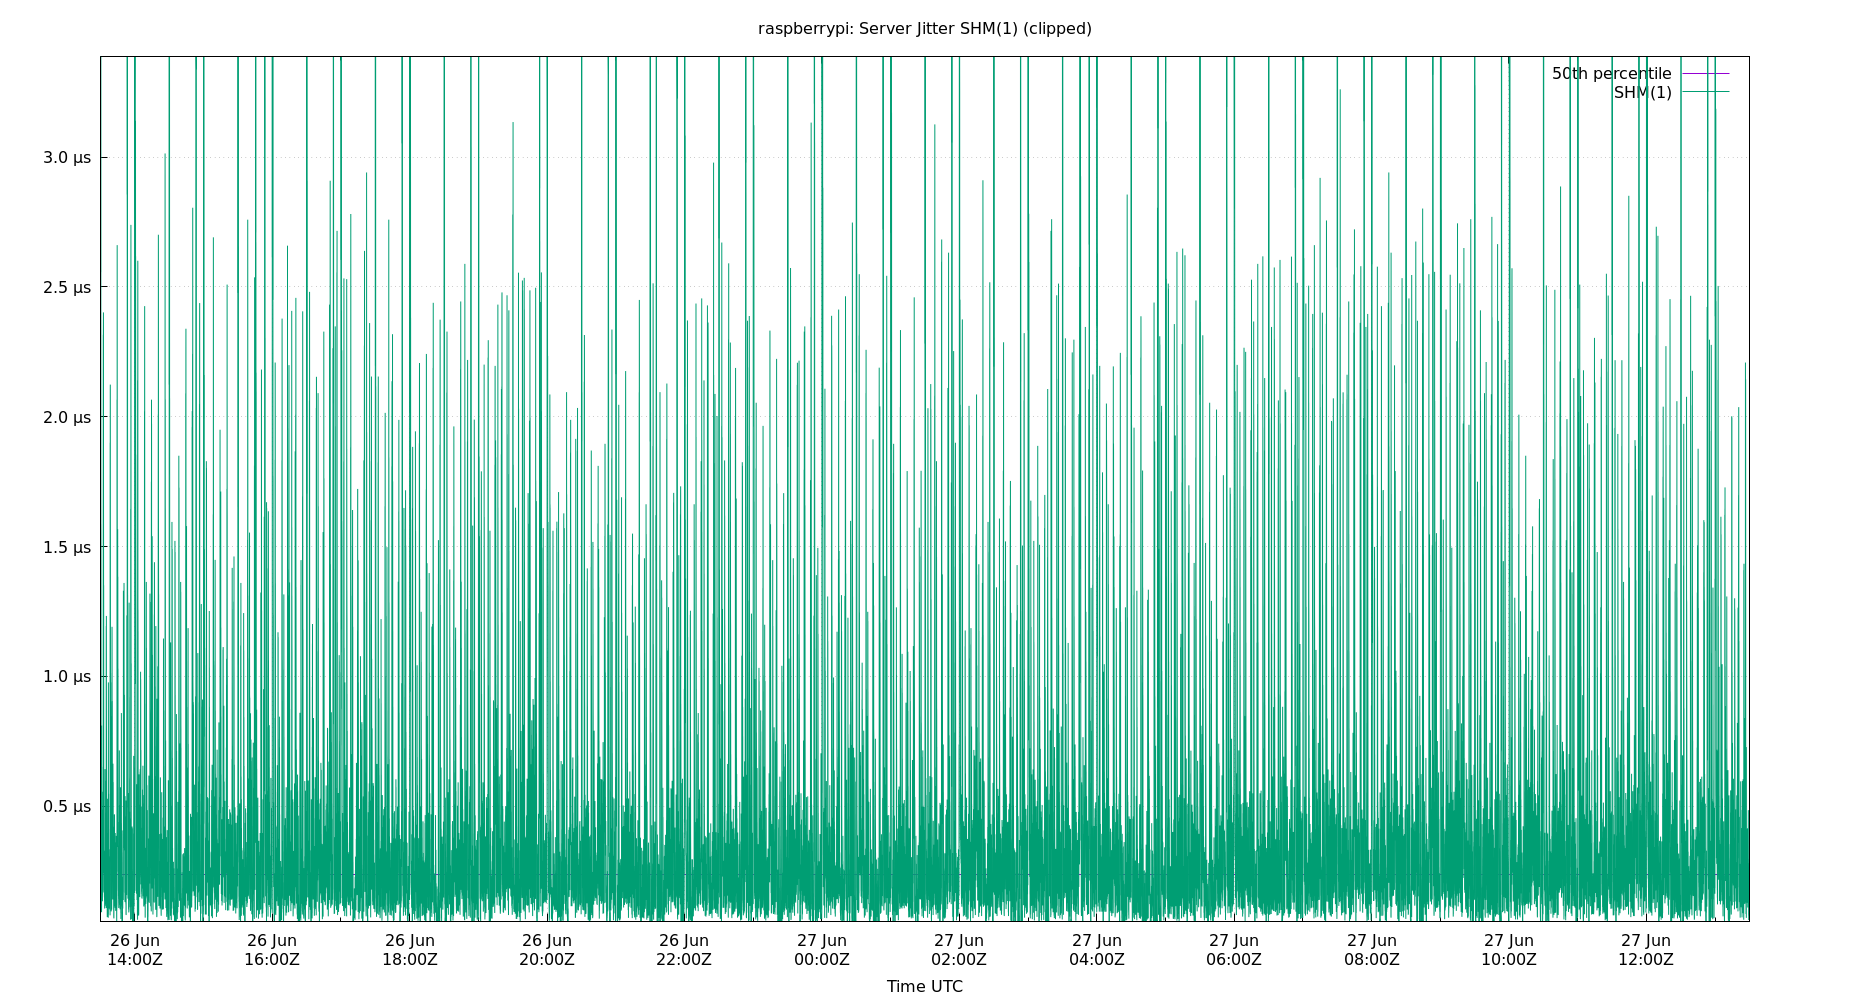 raspberrypi: Server Jitter SHM(1) (clipped)
50th percentile
SHM(1)
3.0 µs
2.5 µs
2.0 µs
1.5 µs
1.0 µs
0.5 µs
26 Jun 26 Jun 26 Jun 26 Jun 26 Jun 27 Jun 27 Jun 27 Jun 27 Jun 27 Jun 27 Jun 27 Jun
14:00Z 16:00Z 18:00Z 20:00Z 22:00Z 00:00Z 02:00Z 04:00Z 06:00Z 08:00Z 10:00Z 12:00Z
Time UTC